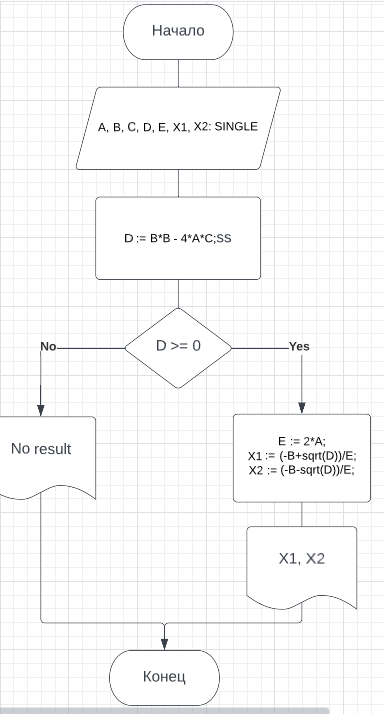 Начало
A, B, C, D, E, X1, X2: SINGLE
D := B*B - 4*A*C;SS
D >= 0
No
Yes
No result
E := 2*A;
X1 := (-B+sqrt(D))/E;
X2 := (-B-sqrt(D))/E;
X1, X2
Конец